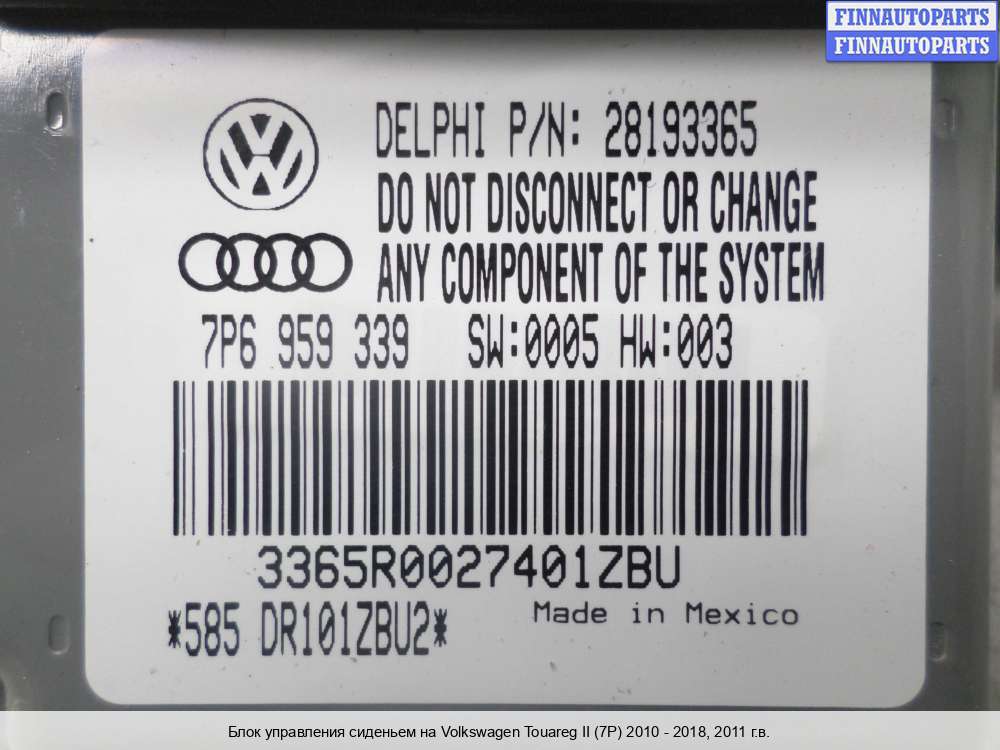 FINNAUTOPARTS
FINNAUTOPARTS
DELPHI P/N: 28193365
DO NOT DISCONNECT OR CHANGE
ANY COMPONENT OF THE SYSTEM
7P6 959 339 SW:0005 HW:003
3365R0027401ZBU
*585 DR101ZBU2*
Made in Mexico
Блок управления сиденьем на Volkswagen Touareg II (7P) 2010 - 2018, 2011 г.в.